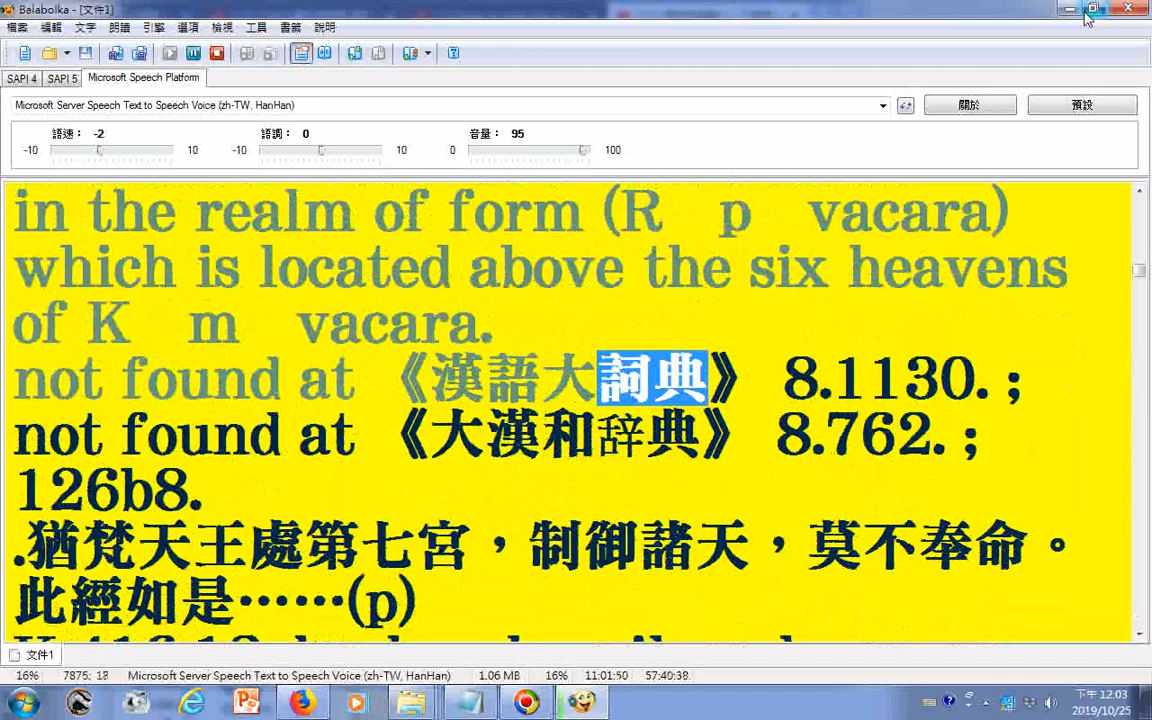 Balabolka - [文件1]
檔案 編輯 文字 朗讀 引擎 選項 檢視 工具 書籤 說明
SAPI 4 SAPI 5 Microsoft Speech Platform
Microsoft Server Speech Text to Speech Voice (zh-TW, HanHan) 關於 預設
語速： -2 語調： 0 音量： 95
-10 10 -10 10 0 100
in the realm of form (R p vacara)
which is located above the six heavens
of K m vacara.
not found at 《漢語大詞典》 8.1130. ;
not found at 《大漢和辞典》 8.762. ;
126b8.
.猶梵天王處第七宮，制御諸天，莫不奉命。
此經如是……(p)
文件1
16% 7875: 18 Microsoft Server Speech Text to Speech Voice (zh-TW, HanHan) 1.06 MB 16% 11:01:50 57:40:38.
下午 12:03
2019/10/25